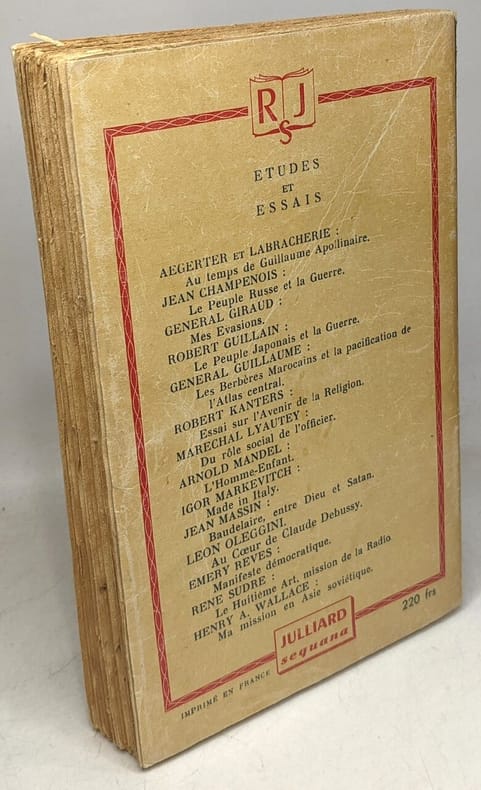 RSJ
ETUDES
ET
ESSAIS
AEGERTER ET LABRACHERIE :
Au temps de Guillaume Apollinaire.
JEAN CHAMPENOIS :
Le Peuple Russe et la Guerre.
GENERAL GIRAUD :
Mes Evasions.
ROBERT GUILLAIN :
Le Peuple Japonais et la Guerre.
GENERAL GUILLAUME :
Les Berbères Marocains et la pacification de
l'Atlas central.
ROBERT KANTERS :
Essai sur l'Avenir de la Religion.
MARECHAL LYAUTEY :
Du rôle social de l'officier.
ARNOLD MANDEL :
L'Homme-Enfant.
IGOR MARKEVITCH :
Made in Italy.
JEAN MASSIN :
Baudelaire, entre Dieu et Satan.
LEON OLEGGINI.
Au Cœur de Claude Debussy.
EMERY REVES :
Manifeste démocratique.
RENE SUDRE :
Le Huitième Art, mission de la Radio
HENRY A. WALLACE :
Ma mission en Asie soviétique.
JULLIARD
sequana
220 frs
IMPRIMÉ EN FRANCE